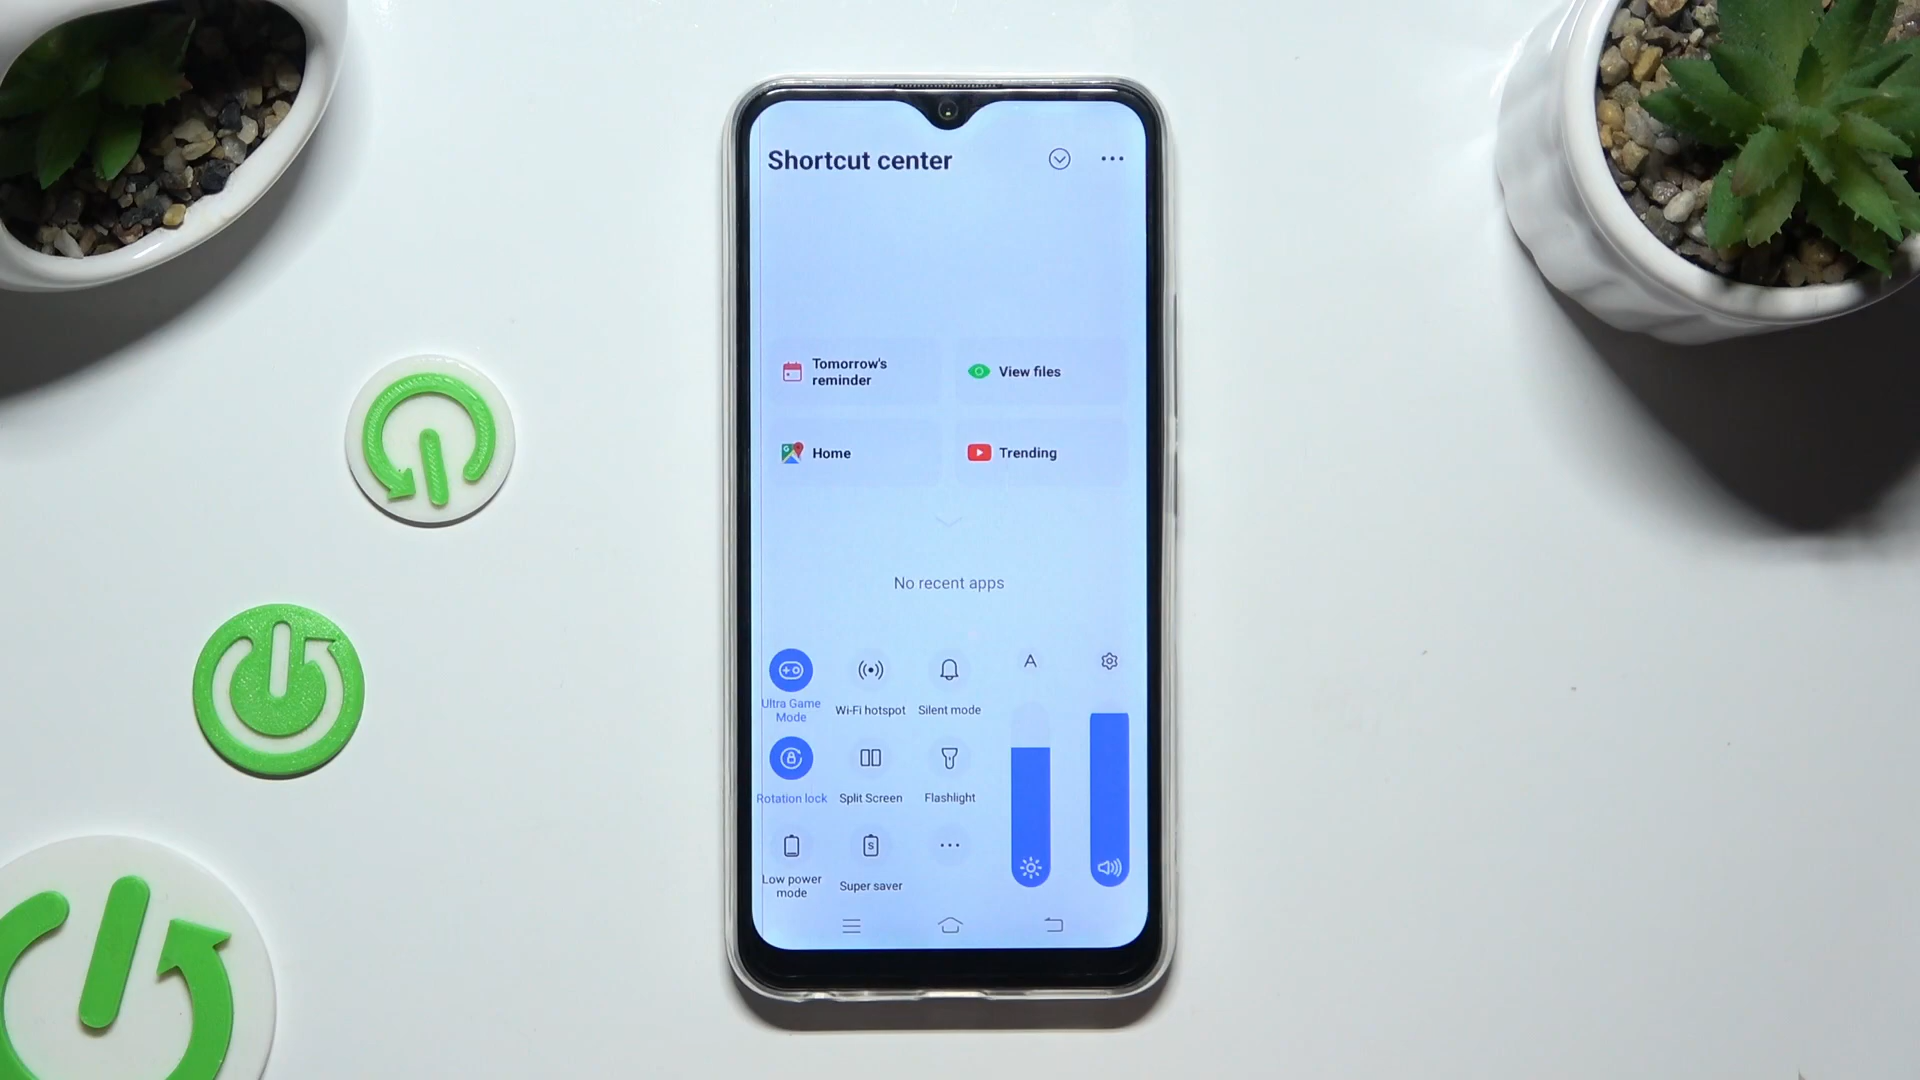 Shortcut center
Tomorrow's
reminder
View files
Home
Trending
No recent apps
A
Ultra Game
Mode
Wi-Fi hotspot
Silent mode
Rotation lock
Split Screen
Flashlight
S
Low power
mode
Super saver